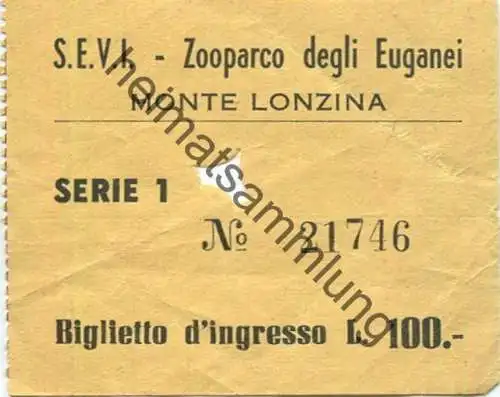 S.E.V.I. - Zooparco degli Euganei
MONTE LONZINA
SERIE 1
№ 21746
Biglietto d'ingresso L. 100.-
heimatsammlung